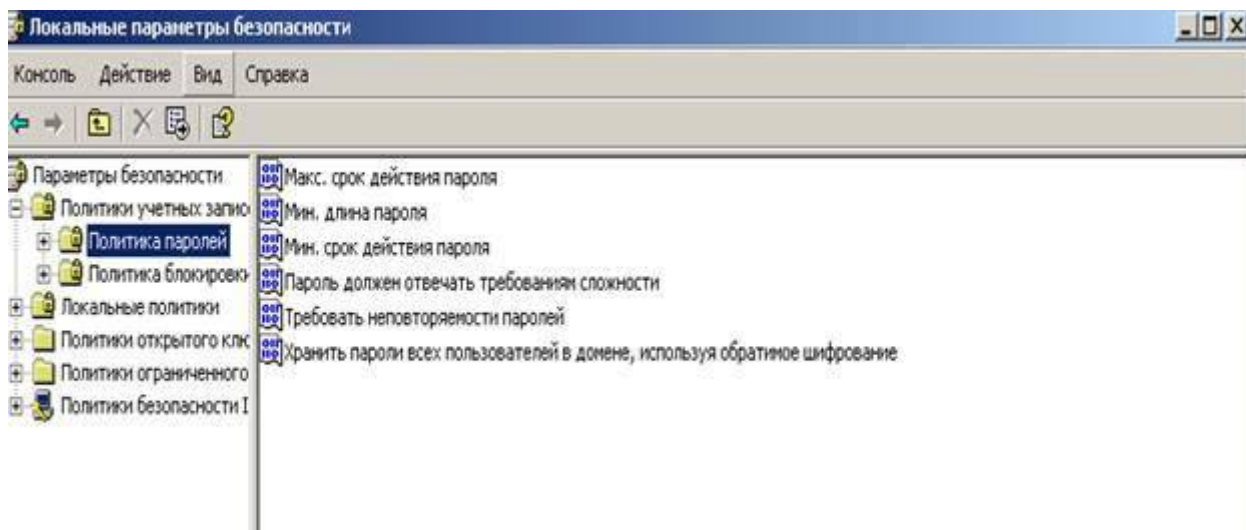 Локальные параметры безопасности
Консоль Действие Вид Справка
Параметры безопасности
Политики учетных записе
Политика паролей
Политика блокировки
Локальные политики
Политики открытого клю
Политики ограниченного
Политики безопасности I
Макс. срок действия пароля
Мин. длина пароля
Мин. срок действия пароля
Пароль должен отвечать требованиям сложности
Требовать неповторяемости паролей
Хранить пароли всех пользователей в домене, используя обратимое шифрование